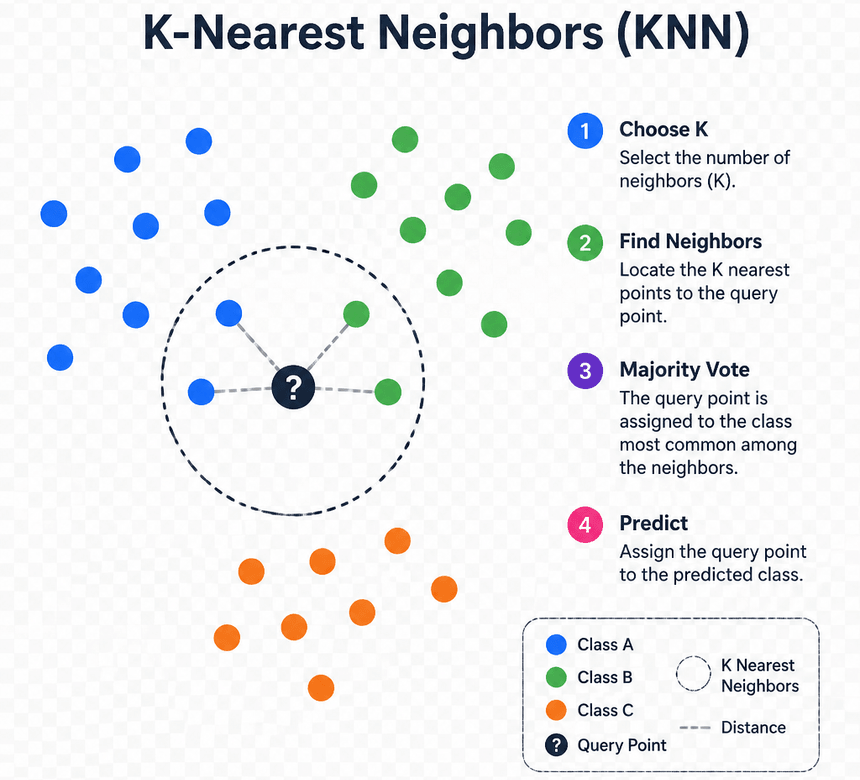 K-Nearest Neighbors (KNN)
1
Choose K
Select the number of
neighbors (K).
2
Find Neighbors
Locate the K nearest
points to the query
point.
3
Majority Vote
The query point is
assigned to the class
most common among
the neighbors.
4
Predict
Assign the query point
to the predicted class.
?
Class A
Class B
Class C
? Query Point
K Nearest
Neighbors
Distance